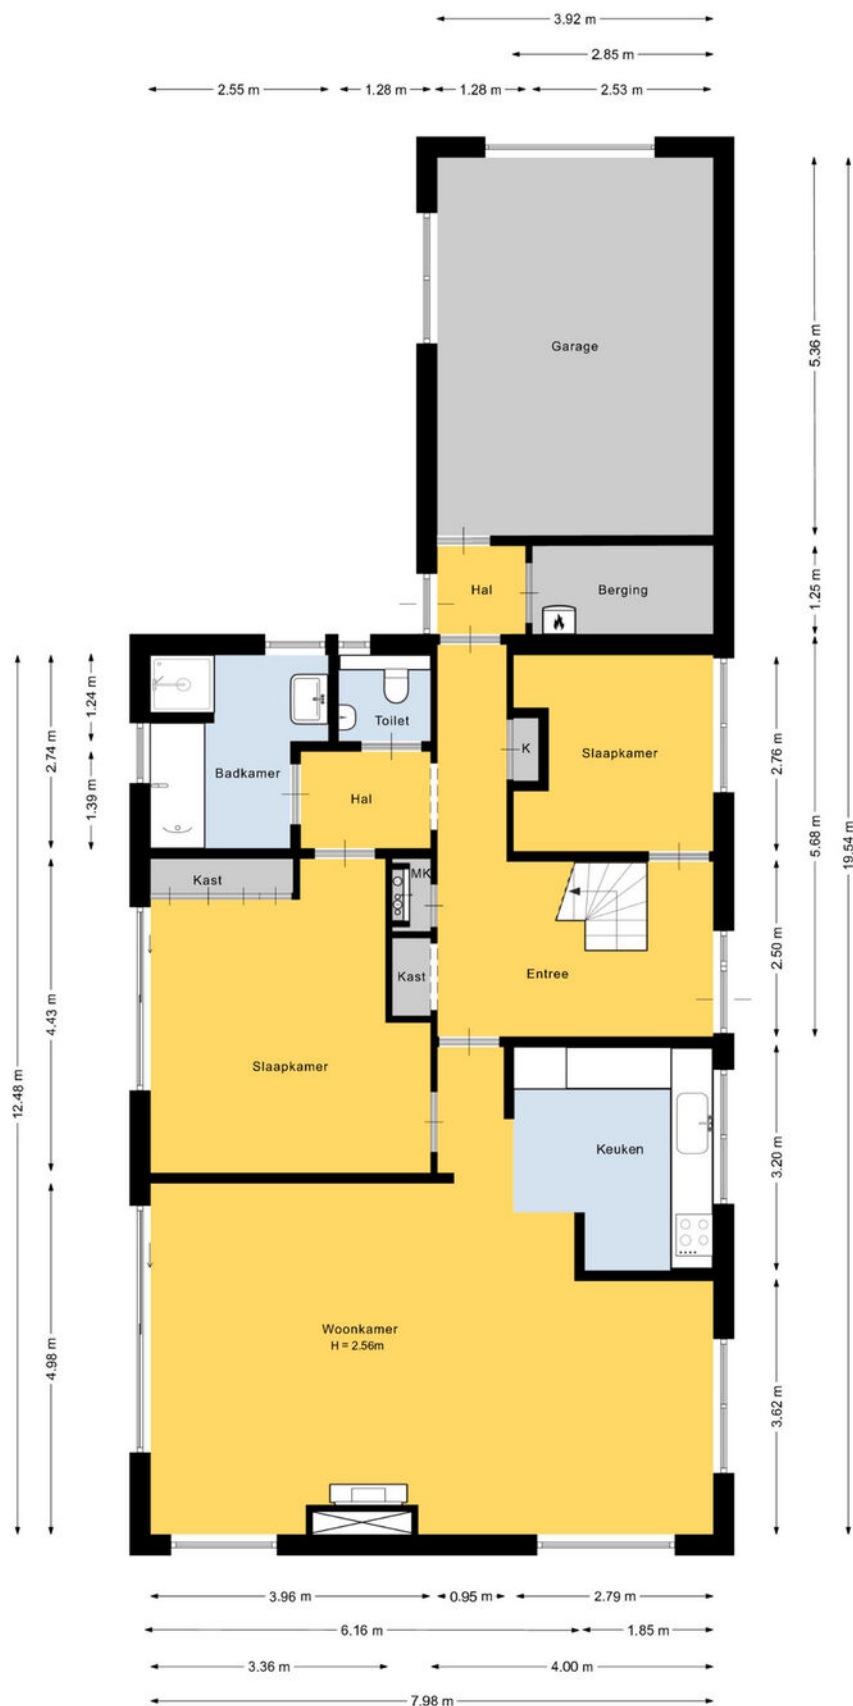 3.92 m
2.85 m
2.55 m
1.28 m
1.28 m
2.53 m
Garage
5.36 m
Hal
Berging
1.25 m
1.24 m
2.74 m
Toilet
K
Slaapkamer
2.76 m
Badkamer
1.39 m
Hal
5.68 m
19.54 m
Kast
MK
Kast
Entree
2.50 m
4.43 m
Slaapkamer
12.48 m
Keuken
3.20 m
Woonkamer
H = 2.56m
4.98 m
3.62 m
3.96 m
0.95 m
2.79 m
6.16 m
1.85 m
3.36 m
4.00 m
7.98 m